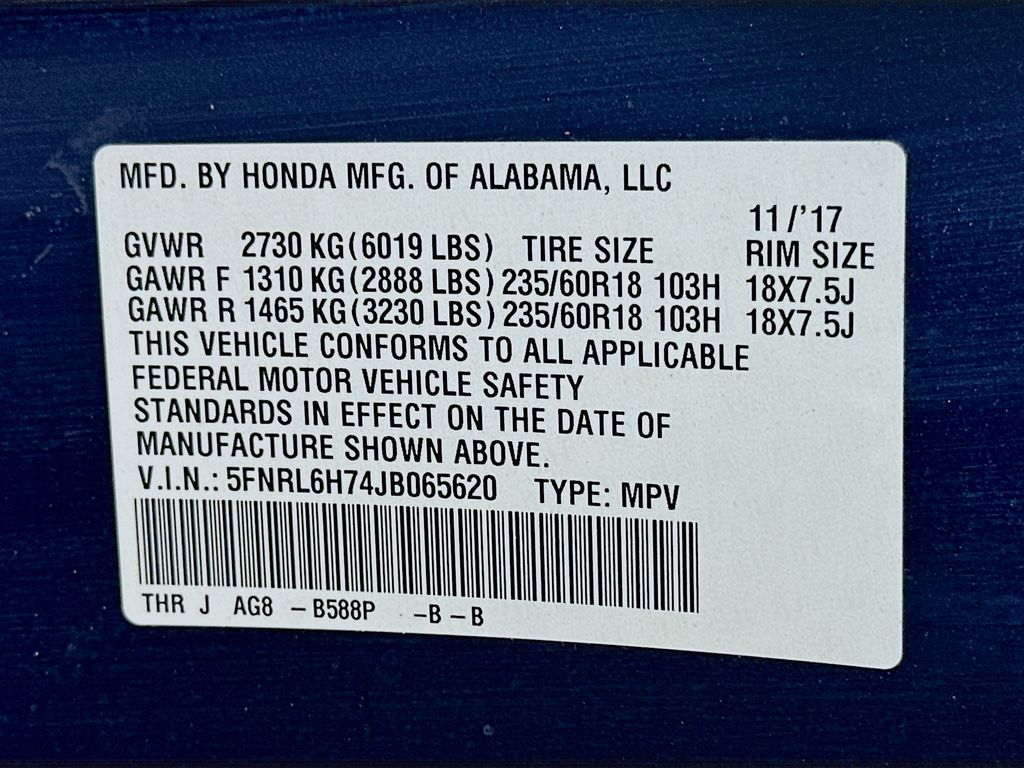 MFD. BY HONDA MFG. OF ALABAMA, LLC
11/'17
GVWR 2730 KG(6019 LBS) TIRE SIZE RIM SIZE
GAWR F 1310 KG(2888 LBS) 235/60R18 103H 18X7.5J
GAWR R 1465 KG(3230 LBS) 235/60R18 103H 18X7.5J
THIS VEHICLE CONFORMS TO ALL APPLICABLE
FEDERAL MOTOR VEHICLE SAFETY
STANDARDS IN EFFECT ON THE DATE OF
MANUFACTURE SHOWN ABOVE.
V.I.N.: 5FNRL6H74JB065620 TYPE: MPV
THR J AG8 – B588P –B – B